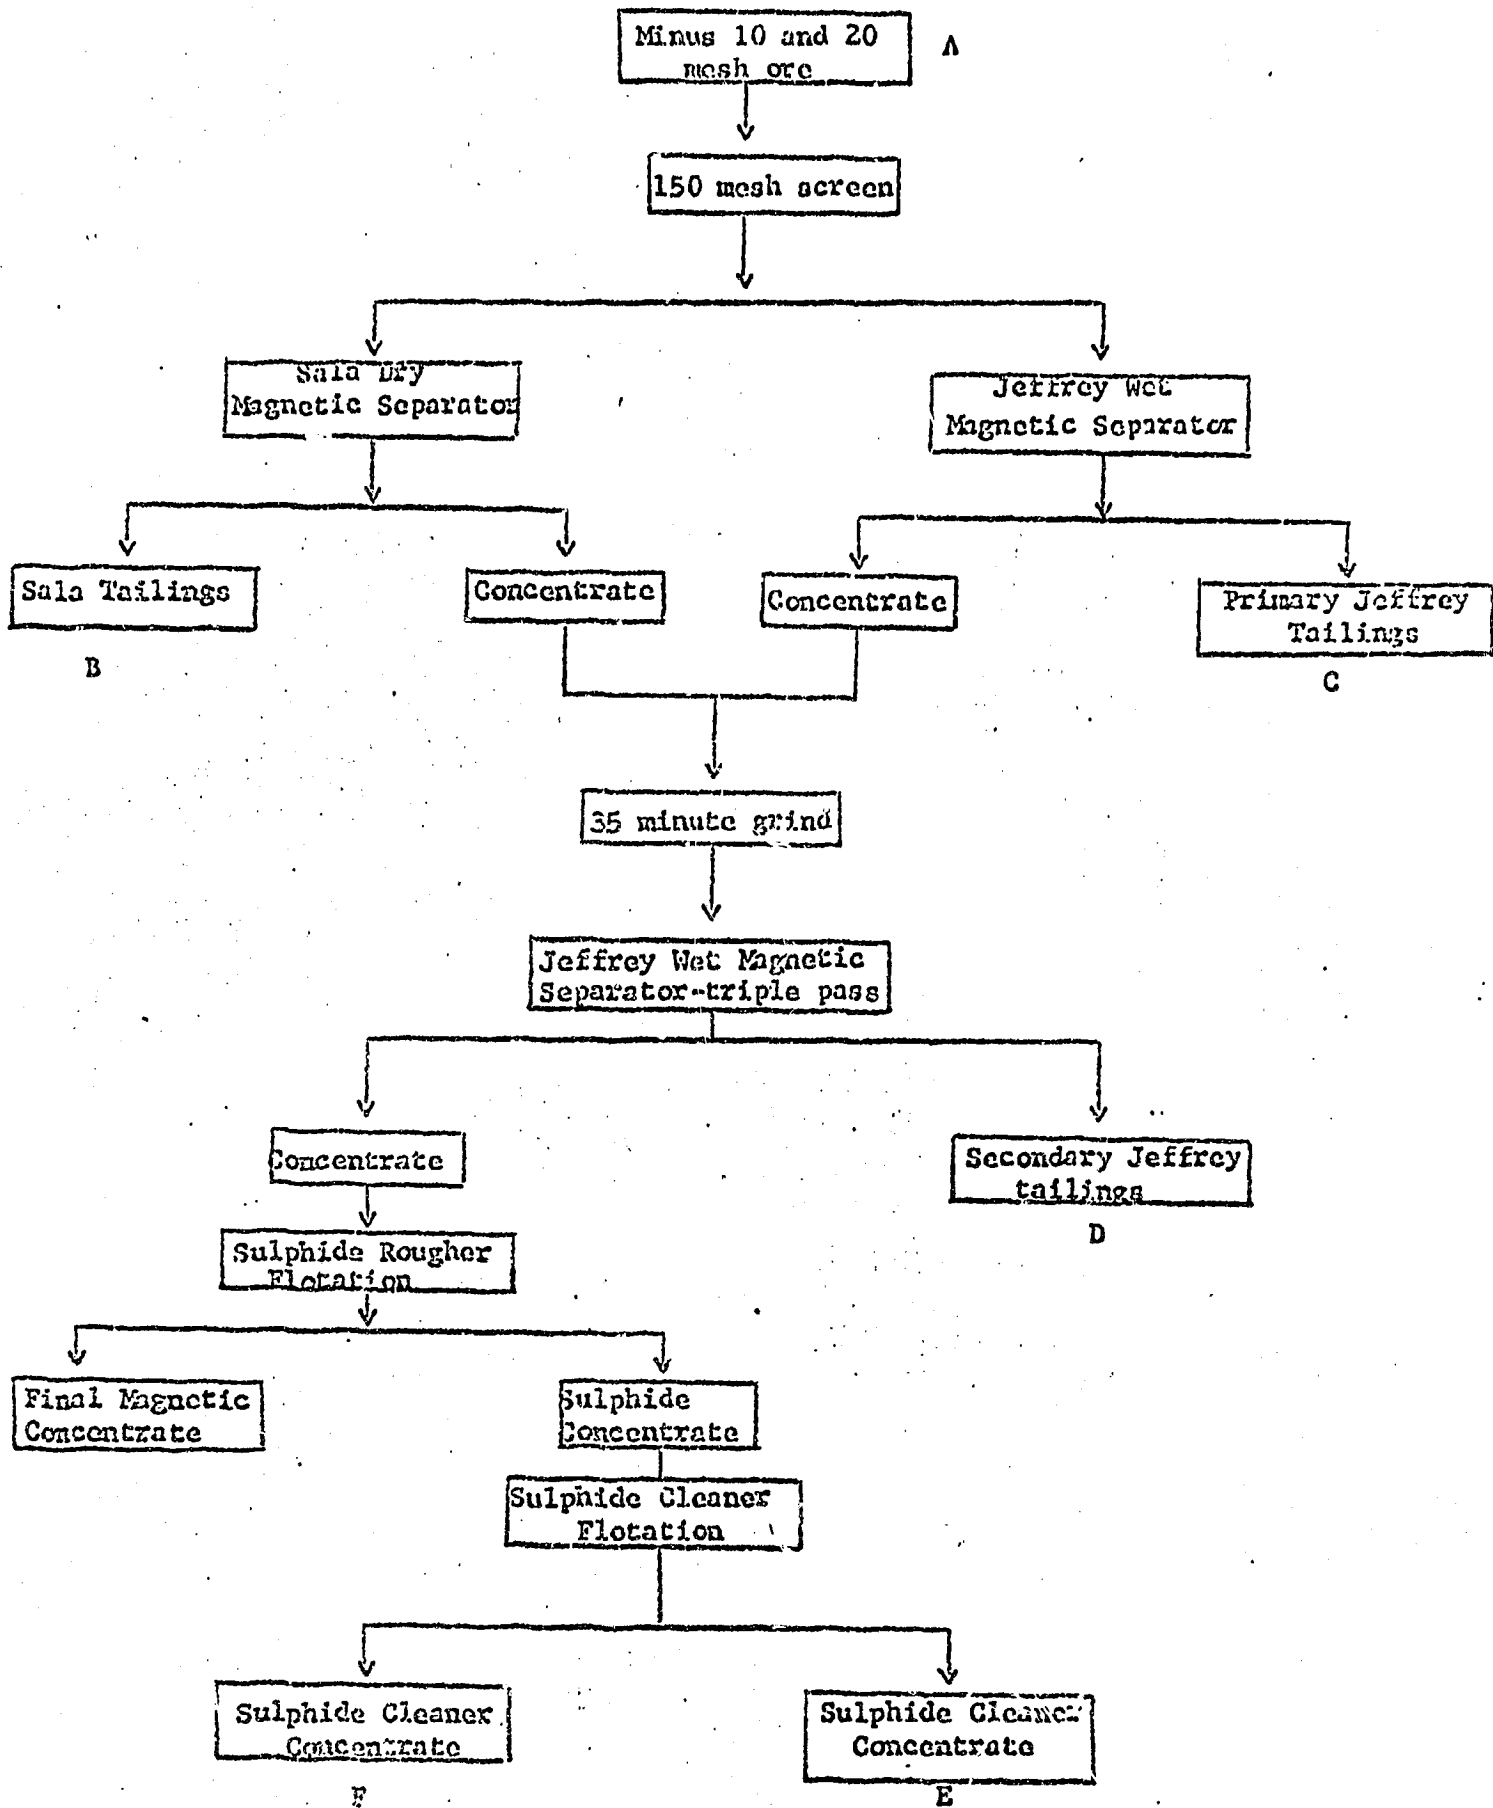 Minus 10 and 20
mesh ore
A
150 mesh screen
Sala Dry
Magnetic Separator
Jeffrey Wet
Magnetic Separator
Sala Tailings
Concentrate
Concentrate
Primary Jeffrey
Tailings
B
C
35 minute grind
Jeffrey Wet Magnetic
Separator-triple pass
Concentrate
Secondary Jeffrey
tailings
D
Sulphide Rougher
Flotation
Final Magnetic
Concentrate
Sulphide
Concentrate
Sulphide Cleaner
Flotation
Sulphide Cleaner
Concentrate
Sulphide Cleaner
Concentrate
F
E